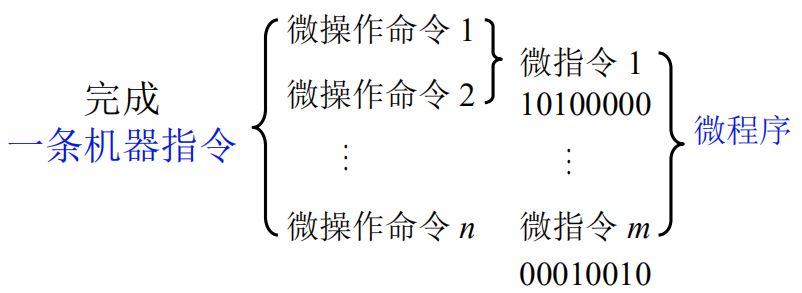 完成
一条机器指令
微操作命令 1
微操作命令 2
⋮
微操作命令 n
微指令 1
10100000
⋮
微指令 m
00010010
微程序